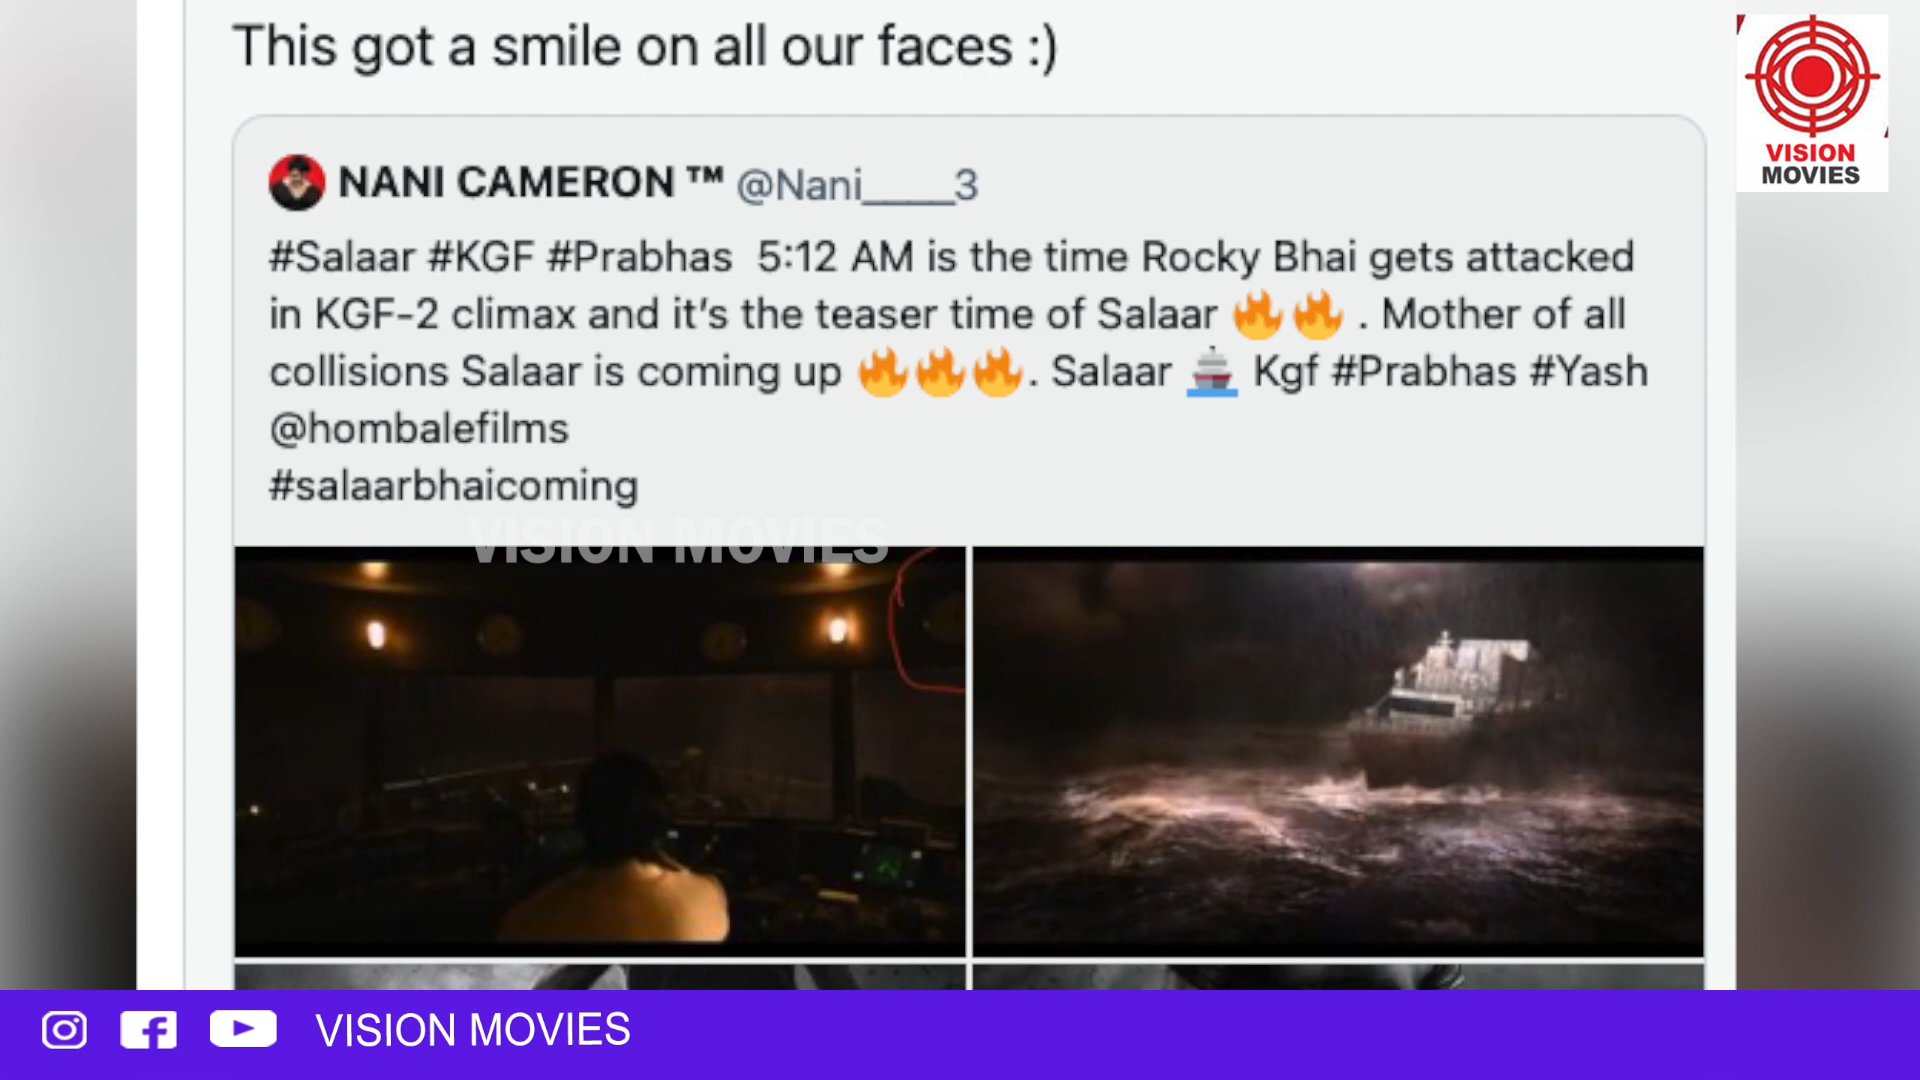 This got a smile on all our faces :)
NANI CAMERON ™ @Nani____3
#Salaar #KGF #Prabhas 5:12 AM is the time Rocky Bhai gets attacked
in KGF-2 climax and it's the teaser time of Salaar 🔥🔥 . Mother of all
collisions Salaar is coming up 🔥🔥🔥. Salaar 🚢 Kgf #Prabhas #Yash
@hombalefilms
#salaarbhaicoming
VISION MOVIES
VISION
MOVIES
VISION MOVIES